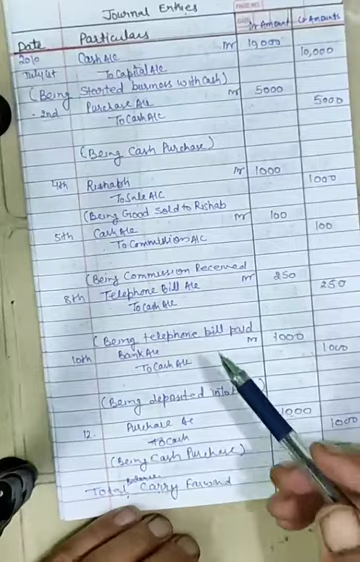 Journal Entries
Date Particulars Dr Amount Cr Amounts
2010
July 1st Cash A/c Dr 10,000
To Capital A/c 10,000
(Being Started business with Cash)
2nd Purchase A/c Dr 5000
To Cash A/c 5000
(Being Cash Purchase)
4th Rishabh Dr 1000
To Sale A/C 1000
(Being Good Sold to Rishab
5th Cash A/c Dr 100
To Commission A/C 100
(Being Commission Received
8th Telephone Bill A/c Dr 250
To Cash A/c 250
(Being telephone bill paid
10th Bank A/c Dr 1000
To Cash A/c 1000
(Being deposited into
12. Purchase A/c 1000
To Cash 1000
(Being Cash Purchase)
Total balance Carry Forward